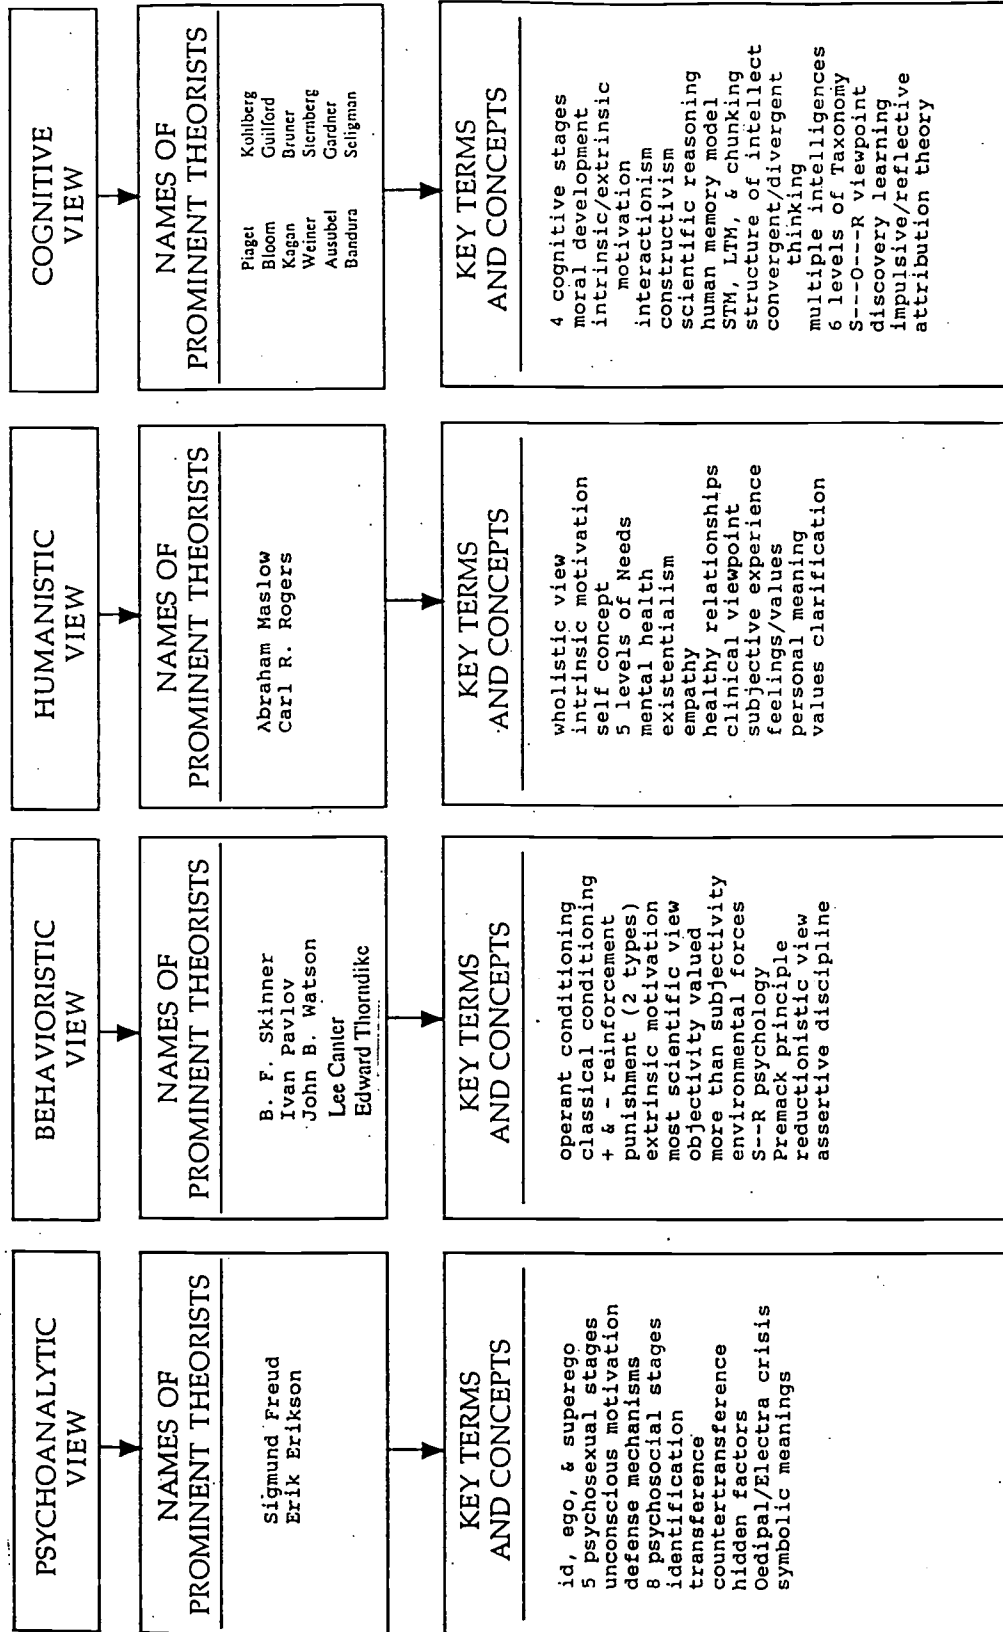 PSYCHOANALYTIC
VIEW
NAMES OF
PROMINENT THEORISTS
Sigmund Freud
Erik Erikson
KEY TERMS
AND CONCEPTS
id, ego, & superego
5 psychosexual stages
unconscious motivation
defense mechanisms
8 psychosocial stages
identification
transference
countertransference
hidden factors
Oedipal/Electra crisis
symbolic meanings
BEHAVIORISTIC
VIEW
NAMES OF
PROMINENT THEORISTS
B. F. Skinner
Ivan Pavlov
John B. Watson
Lee Canter
Edward Thorndike
KEY TERMS
AND CONCEPTS
operant conditioning
classical conditioning
+ & - reinforcement
punishment (2 types)
extrinsic motivation
most scientific view
objectivity valued
more than subjectivity
environmental forces
S---R psychology
Premack principle
reductionistic view
assertive discipline
HUMANISTIC
VIEW
NAMES OF
PROMINENT THEORISTS
Abraham Maslow
Carl R. Rogers
KEY TERMS
AND CONCEPTS
wholistic view
intrinsic motivation
self concept
5 levels of Needs
mental health
existentialism
empathy
healthy relationships
clinical viewpoint
subjective experience
feelings/values
personal meaning
values clarification
COGNITIVE
VIEW
NAMES OF
PROMINENT THEORISTS
Piaget Kohlberg
Bloom Guilford
Kagan Bruner
Weiner Sternberg
Ausubel Gardner
Bandura Seligman
KEY TERMS
AND CONCEPTS
4 cognitive stages
moral development
intrinsic/extrinsic
motivation
interactionism
constructivism
scientific reasoning
human memory model
STM, LTM, & chunking
structure of intellect
convergent/divergent
thinking
multiple intelligences
6 levels of Taxonomy
S---O---R viewpoint
discovery learning
impulsive/reflective
attribution theory